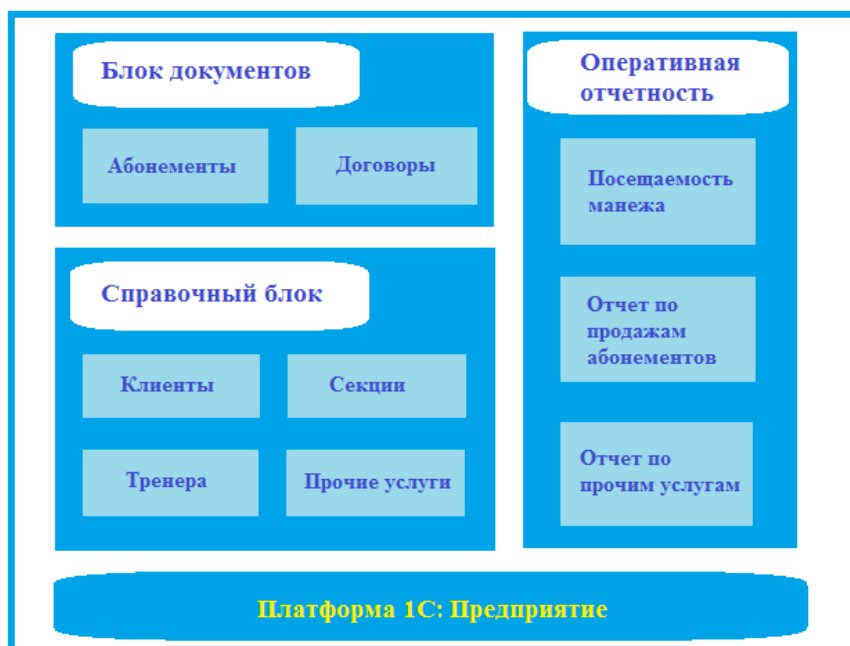 Блок документов
Абонементы
Договоры
Справочный блок
Клиенты
Секции
Тренера
Прочие услуги
Оперативная
отчетность
Посещаемость
манежа
Отчет по
продажам
абонементов
Отчет по
прочим услугам
Платформа 1С: Предприятие